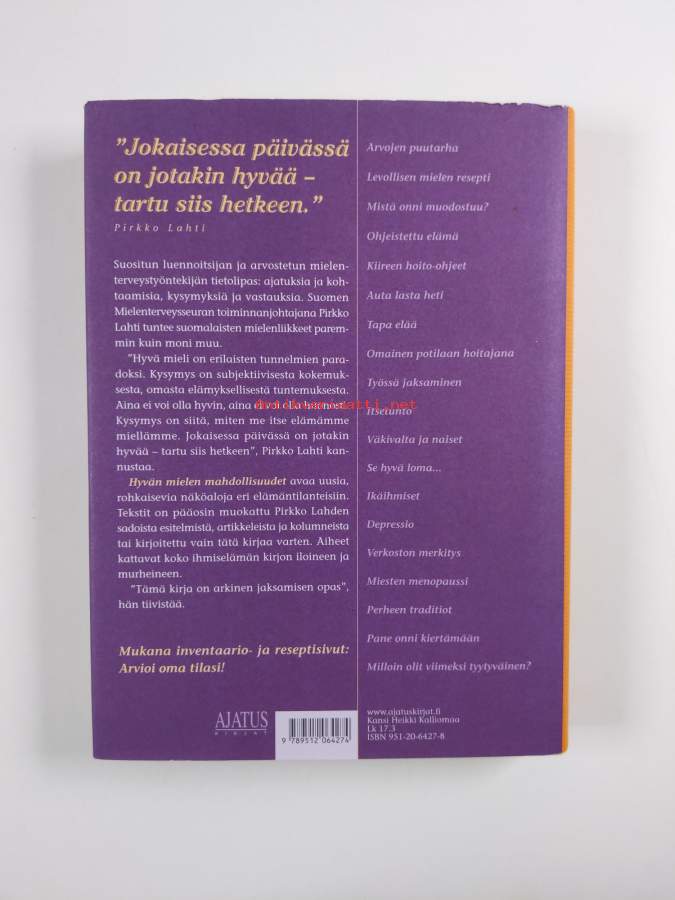 ”Jokaisessa päivässä
on jotakin hyvää –
tartu siis hetkeen.”
Pirkko Lahti
Suositun luennoitsijan ja arvostetun mielen-
terveystyöntekijän tietolipas: ajatuksia ja koh-
taamisia, kysymyksiä ja vastauksia. Suomen
Mielenterveysseuran toiminnanjohtajana Pirkko
Lahti tuntee suomalaisten mielenliikkeet parem-
min kuin moni muu.
”Hyvä mieli on erilaisten tunnelmien para-
doksi. Kysymys on subjektiivisesta kokemuk-
sesta, omasta elämyksellisestä tuntemuksesta.
Aina ei voi olla hyvin, aina ei voi olla
Kysymys on siitä, miten me itse elämämme
miellämme. Jokaisessa päivässä on jotakin
hyvää – tartu siis hetkeen”, Pirkko Lahti kan-
nustaa.
Hyvän mielen mahdollisuudet avaa uusia,
rohkaisevia näköaloja eri elämäntilanteisiin.
Tekstit on pääosin muokattu Pirkko Lahden
sadoista esitelmistä, artikkeleista ja kolumneista
tai kirjoitettu vain tätä kirjaa varten. Aiheet
kattavat koko ihmiselämän kirjon iloineen ja
murheineen.
”Tämä kirja on arkinen jaksamisen opas”,
hän tiivistää.
Mukana inventaario- ja reseptisivut:
Arvioi oma tilasi!
AJATUS
KIRJAT
9 789512 064274
Arvojen puutarha
Levollisen mielen resepti
Mistä onni muodostuu?
Ohjeistettu elämä
Kiireen hoito-ohjeet
Auta lasta heti
Tapa elää
Omainen potilaan hoitajana
Työssä jaksaminen
Itsetunto
Väkivalta ja naiset
Se hyvä loma...
Ikäihmiset
Depressio
Verkoston merkitys
Miesten menopaussi
Perheen traditiot
Pane onni kiertämään
Milloin olit viimeksi tyytyväinen?
www.ajatuskirjat.fi
Kansi Heikki Kalliomaa
Lk 17.3
ISBN 951-20-6427-8